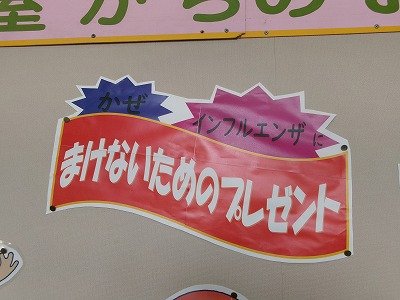 室からのお
かぜ
インフルエンザに
まけないための プレゼント